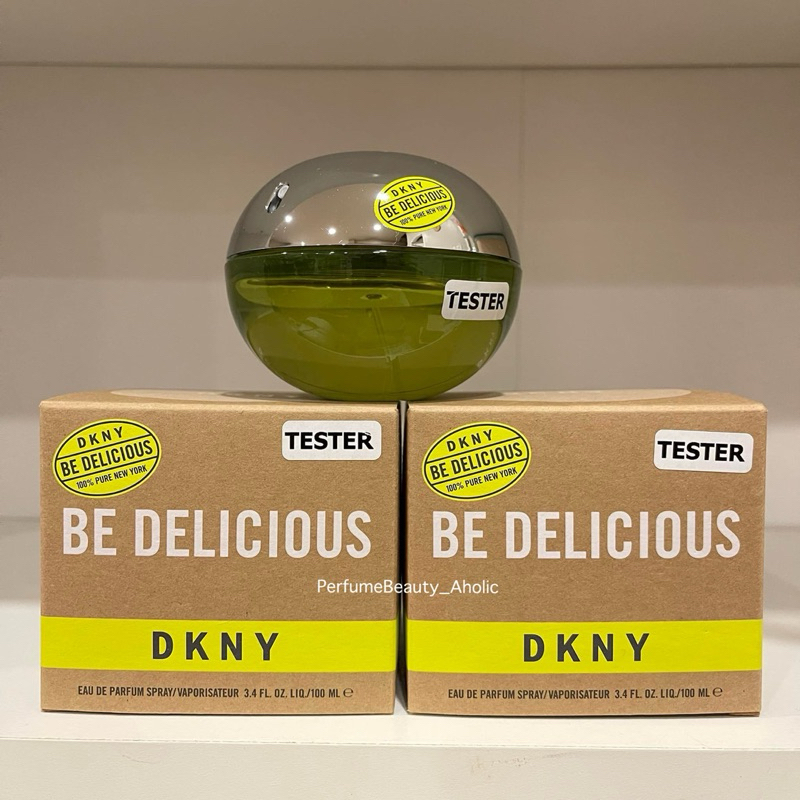 DKNY
BE DELICIOUS
100% PURE NEW YORK
TESTER
DKNY
BE DELICIOUS
100% PURE NEW YORK
TESTER
BE DELICIOUS
DKNY
EAU DE PARFUM SPRAY/VAPORISATEUR 3.4 FL. OZ. LIQ./100 ML ℮
DKNY
BE DELICIOUS
100% PURE NEW YORK
TESTER
BE DELICIOUS
DKNY
EAU DE PARFUM SPRAY/VAPORISATEUR 3.4 FL. OZ. LIQ./100 ML ℮
PerfumeBeauty_Aholic